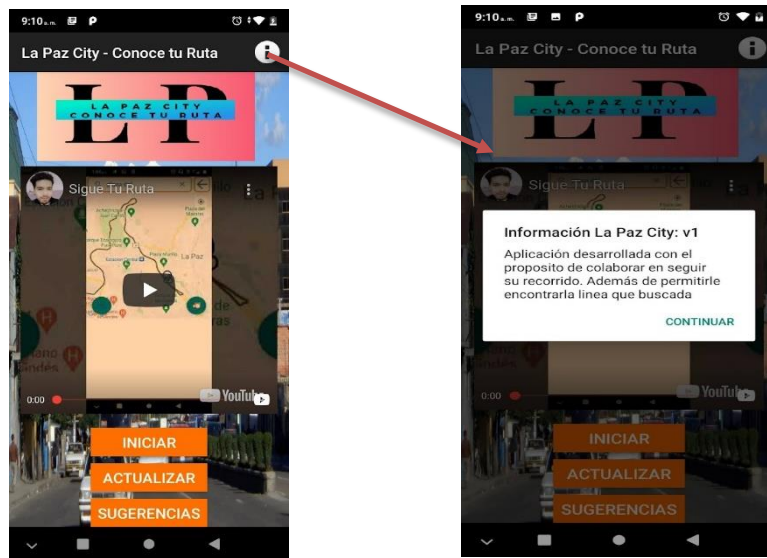 9:10 a.m.
La Paz City - Conoce tu Ruta
LP
LA PAZ CITY
CONOCE TU RUTA
Sigue Tu Ruta
La Paz
0:00
YouTube
INICIAR
ACTUALIZAR
SUGERENCIAS
9:10 a.m.
La Paz City - Conoce tu Ruta
LP
LA PAZ CITY
CONOCE TU RUTA
Sigue Tu Ruta
Información La Paz City: v1
Aplicación desarrollada con el
proposito de colaborar en seguir
su recorrido. Además de permitirle
encontrarla linea que buscada
CONTINUAR
0:00
YouTube
INICIAR
ACTUALIZAR
SUGERENCIAS